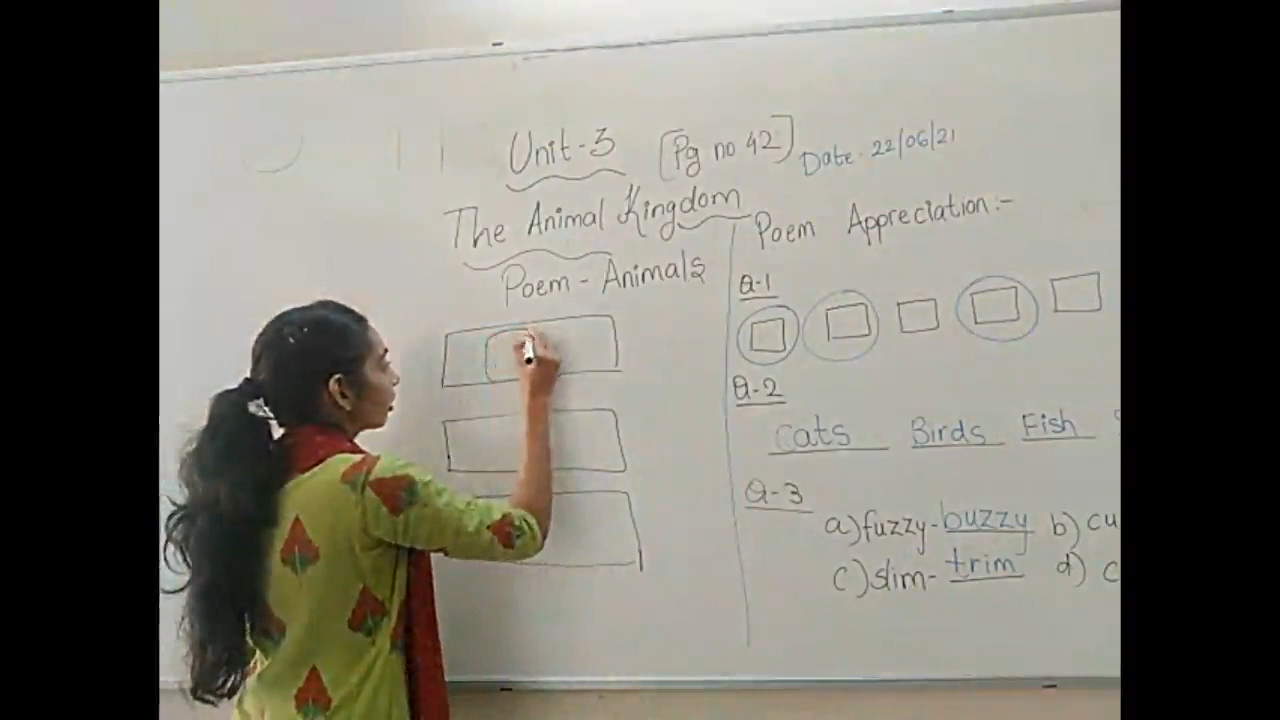 Unit-3 [Pg no 42] Date. 22/06/21
The Animal Kingdom
Poem - Animals
Poem Appreciation:-
Q-1
Q-2
Cats Birds Fish
Q-3
a) fuzzy-buzzy b) cu
c) slim- trim d) c